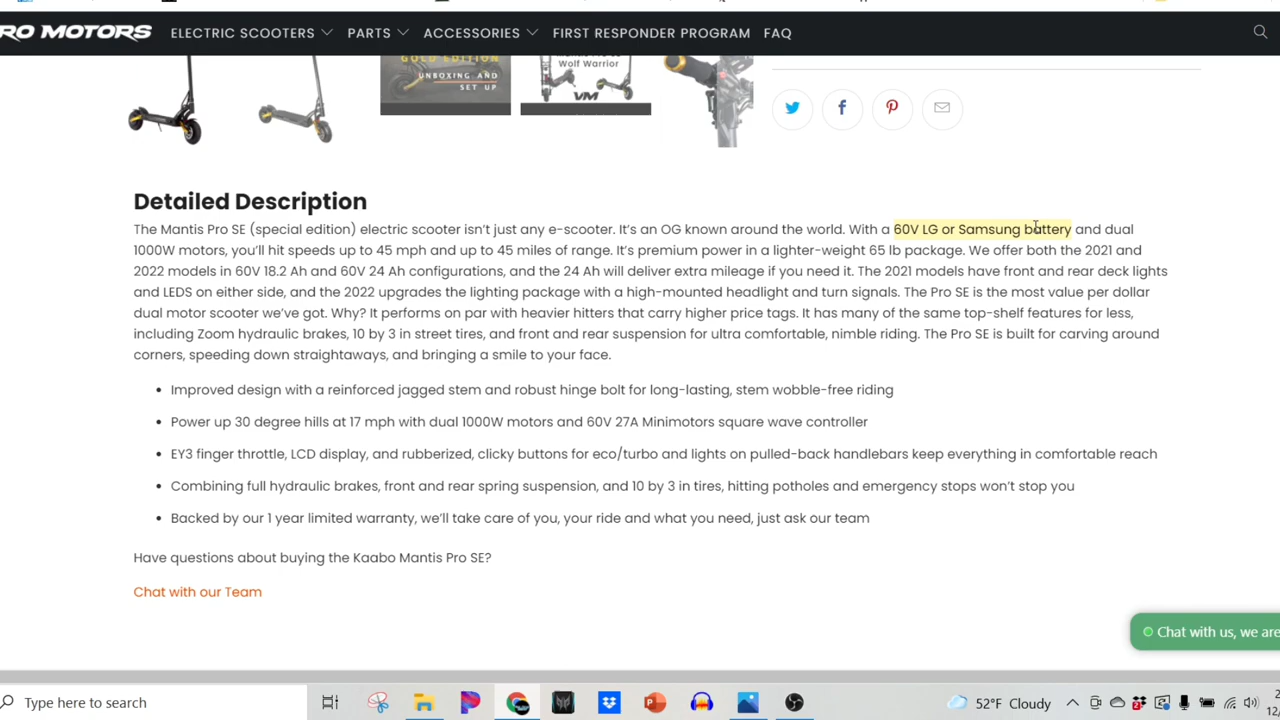 RO MOTORS
ELECTRIC SCOOTERS
PARTS
ACCESSORIES
FIRST RESPONDER PROGRAM
FAQ
GOLD EDITION
UNBOXING AND
SET UP
Wolf Warrior
VM
Detailed Description
The Mantis Pro SE (special edition) electric scooter isn’t just any e-scooter. It’s an OG known around the world. With a 60V LG or Samsung battery and dual
1000W motors, you’ll hit speeds up to 45 mph and up to 45 miles of range. It’s premium power in a lighter-weight 65 lb package. We offer both the 2021 and
2022 models in 60V 18.2 Ah and 60V 24 Ah configurations, and the 24 Ah will deliver extra mileage if you need it. The 2021 models have front and rear deck lights
and LEDS on either side, and the 2022 upgrades the lighting package with a high-mounted headlight and turn signals. The Pro SE is the most value per dollar
dual motor scooter we’ve got. Why? It performs on par with heavier hitters that carry higher price tags. It has many of the same top-shelf features for less,
including Zoom hydraulic brakes, 10 by 3 in street tires, and front and rear suspension for ultra comfortable, nimble riding. The Pro SE is built for carving around
corners, speeding down straightaways, and bringing a smile to your face.
• Improved design with a reinforced jagged stem and robust hinge bolt for long-lasting, stem wobble-free riding
• Power up 30 degree hills at 17 mph with dual 1000W motors and 60V 27A Minimotors square wave controller
• EY3 finger throttle, LCD display, and rubberized, clicky buttons for eco/turbo and lights on pulled-back handlebars keep everything in comfortable reach
• Combining full hydraulic brakes, front and rear spring suspension, and 10 by 3 in tires, hitting potholes and emergency stops won’t stop you
• Backed by our 1 year limited warranty, we’ll take care of you, your ride and what you need, just ask our team
Have questions about buying the Kaabo Mantis Pro SE?
Chat with our Team
Chat with us, we are
Type here to search
52°F Cloudy